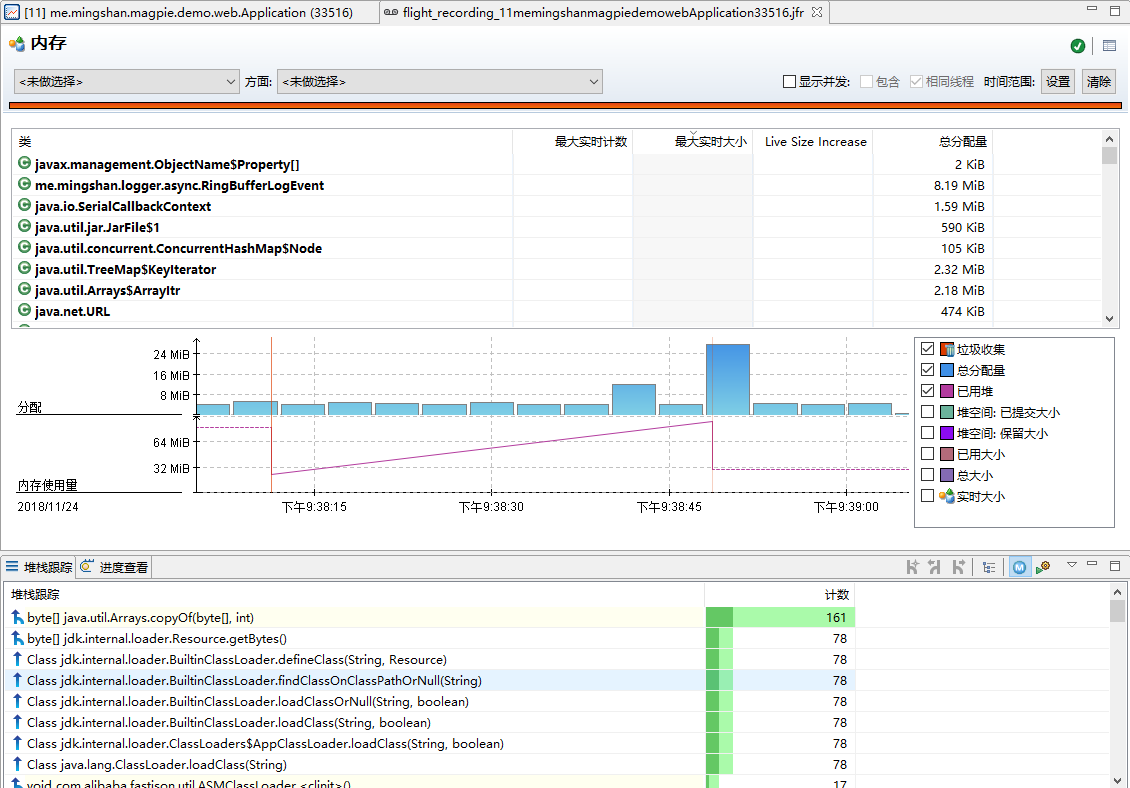 [11] me.mingshan.magpie.demo.web.Application (33516) flight_recording_11memingshanmagpiedemowebApplication33516.jfr
内存
<未做选择> 方面: <未做选择> 显示并发: 包含 相同线程 时间范围: 设置 清除
类 最大实时计数 最大实时大小 Live Size Increase 总分配量
javax.management.ObjectName$Property[] 2 KiB
me.mingshan.logger.async.RingBufferLogEvent 8.19 MiB
java.io.SerialCallbackContext 1.59 MiB
java.util.jar.JarFile$1 590 KiB
java.util.concurrent.ConcurrentHashMap$Node 105 KiB
java.util.TreeMap$KeyIterator 2.32 MiB
java.util.Arrays$ArrayItr 2.18 MiB
java.net.URL 474 KiB
24 MiB
16 MiB
8 MiB
分配
64 MiB
32 MiB
内存使用量
2018/11/24 下午9:38:15 下午9:38:30 下午9:38:45 下午9:39:00
垃圾收集
总分配量
已用堆
堆空间: 已提交大小
堆空间: 保留大小
已用大小
总大小
实时大小
堆栈跟踪 进度查看
堆栈跟踪 计数
byte[] java.util.Arrays.copyOf(byte[], int) 161
byte[] jdk.internal.loader.Resource.getBytes() 78
Class jdk.internal.loader.BuiltinClassLoader.defineClass(String, Resource) 78
Class jdk.internal.loader.BuiltinClassLoader.findClassOnClassPathOrNull(String) 78
Class jdk.internal.loader.BuiltinClassLoader.loadClassOrNull(String, boolean) 78
Class jdk.internal.loader.BuiltinClassLoader.loadClass(String, boolean) 78
Class jdk.internal.loader.ClassLoaders$AppClassLoader.loadClass(String, boolean) 78
Class java.lang.ClassLoader.loadClass(String) 78
void com.alibaba.fastjson.util.ASMClassLoader.<clinit>() 17